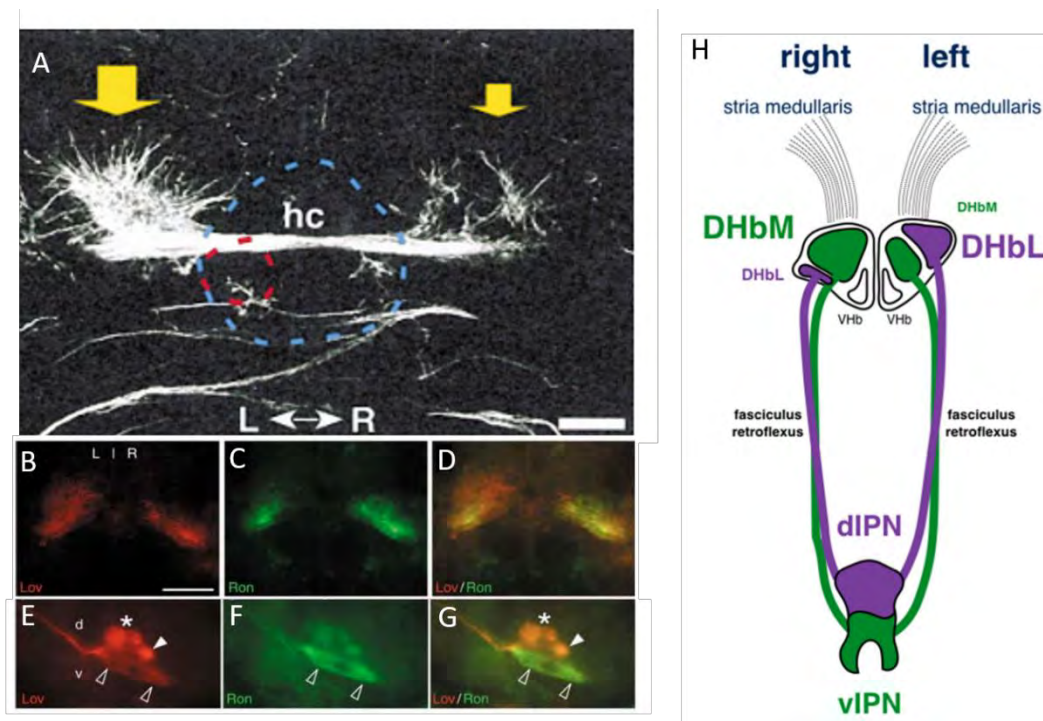 A
hc
L R
B
L | R
Lov
C
Ron
D
Lov/Ron
E
d
*
v
Lov
F
Ron
G
*
Lov/Ron
H
right left
stria medullaris stria medullaris
DHbM
DHbM
DHbL
DHbL
VHb VHb
fasciculus
retroflexus
fasciculus
retroflexus
dIPN
vIPN